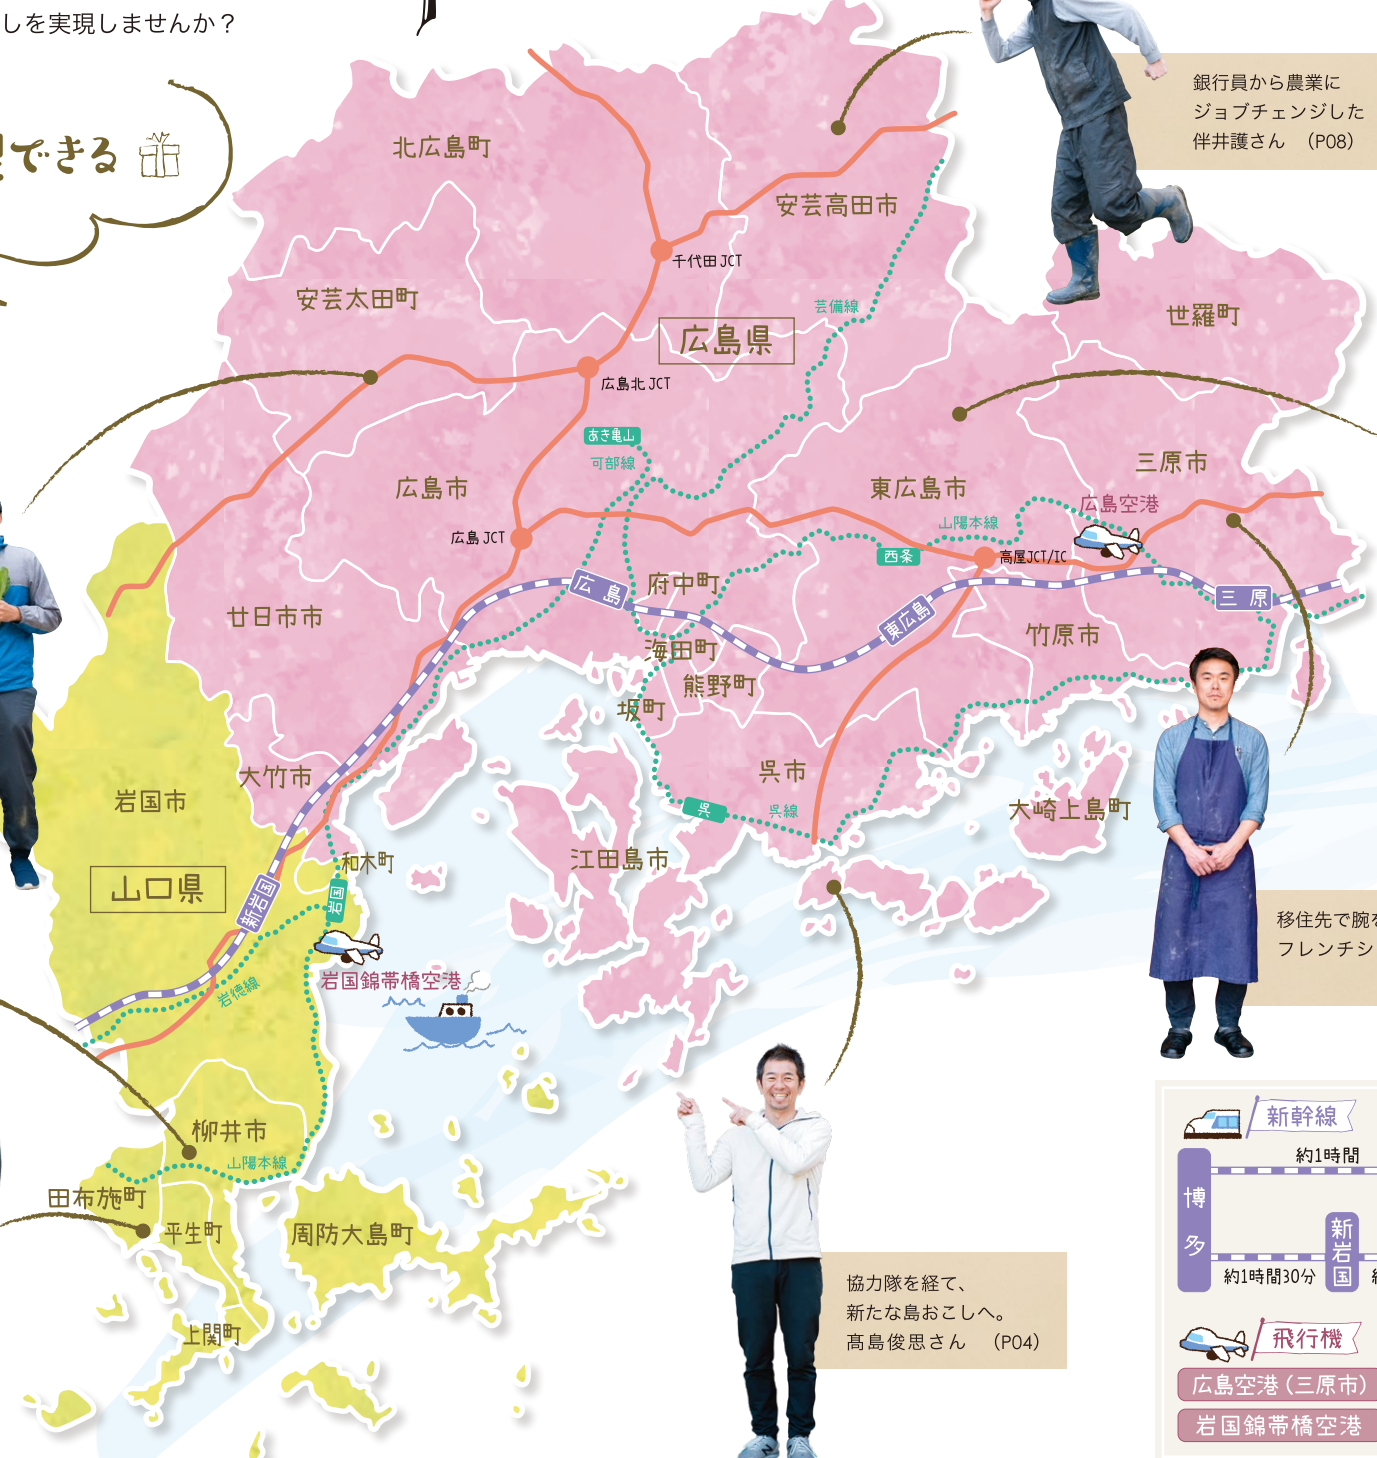 しを実現しませんか？
できる
銀行員から農業に
ジョブチェンジした
伴井護さん （P08）
北広島町
安芸高田市
千代田 JCT
安芸太田町
芸備線
世羅町
広島県
広島北 JCT
あき亀山
可部線
三原市
広島市
東広島市
広島空港
山陽本線
広島 JCT
西条
高屋JCT/IC
府中町
広島
三原
廿日市市
東広島
竹原市
海田町
熊野町
坂町
大竹市
呉市
岩国市
呉
呉線
大崎上島町
江田島市
和木町
山口県
新岩国
岩国
移住先で腕を
フレンチシ
岩国錦帯橋空港
岩徳線
柳井市
山陽本線
田布施町
平生町
周防大島町
上関町
協力隊を経て、
新たな島おこしへ。
髙島俊思さん （P04）
新幹線
約1時間
博多
新岩国
約1時間30分
飛行機
広島空港（三原市）
岩国錦帯橋空港